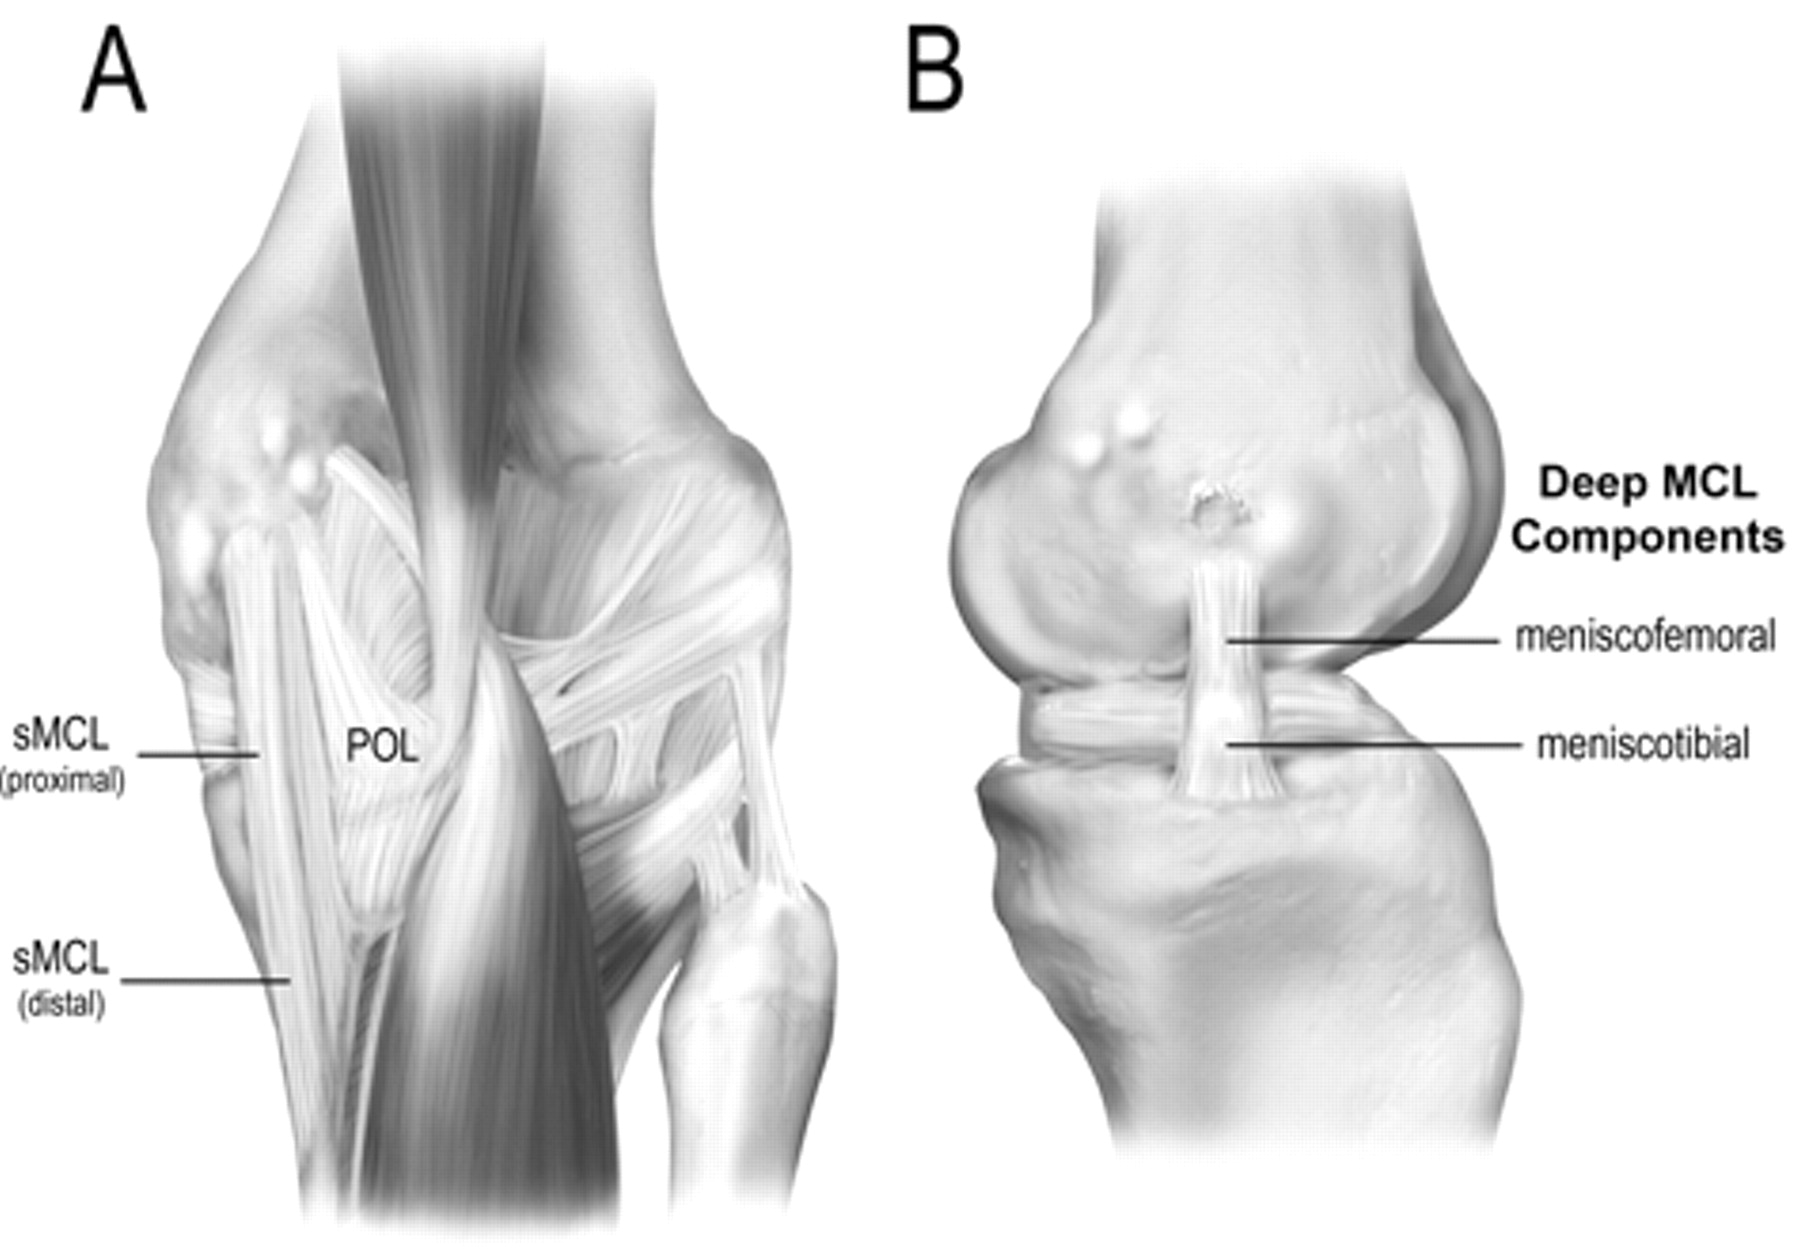 A
B
sMCL
(proximal)
POL
sMCL
(distal)
Deep MCL
Components
meniscofemoral
meniscotibial